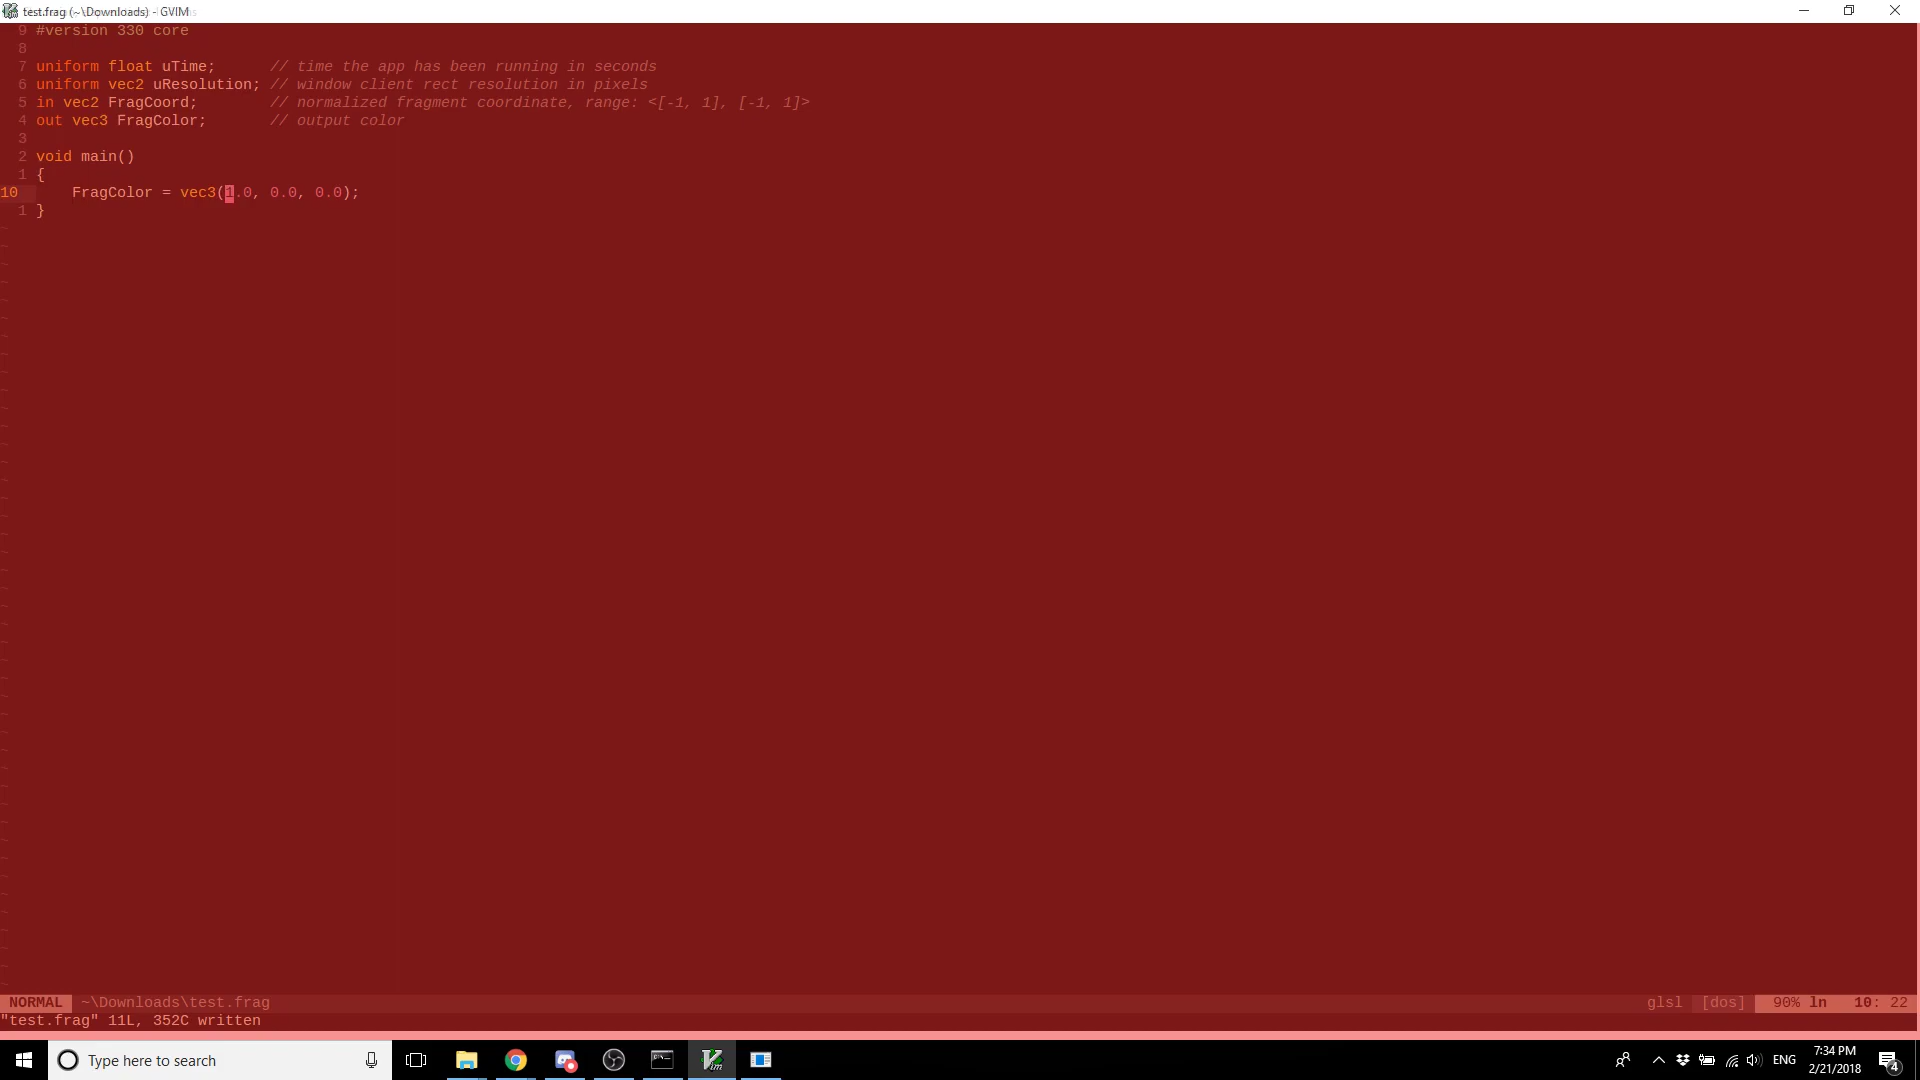 test.frag (~\Downloads) - GVIM
9 #version 330 core
8
7 uniform float uTime;      // time the app has been running in seconds
6 uniform vec2 uResolution; // window client rect resolution in pixels
5 in vec2 FragCoord;        // normalized fragment coordinate, range: <[-1, 1], [-1, 1]>
4 out vec3 FragColor;       // output color
3
2 void main()
1 {
10     FragColor = vec3(1.0, 0.0, 0.0);
1 }
NORMAL ~\Downloads\test.frag glsl [dos] 90% ln 10: 22
"test.frag" 11L, 352C written
Type here to search ENG 7:34 PM
2/21/2018 4